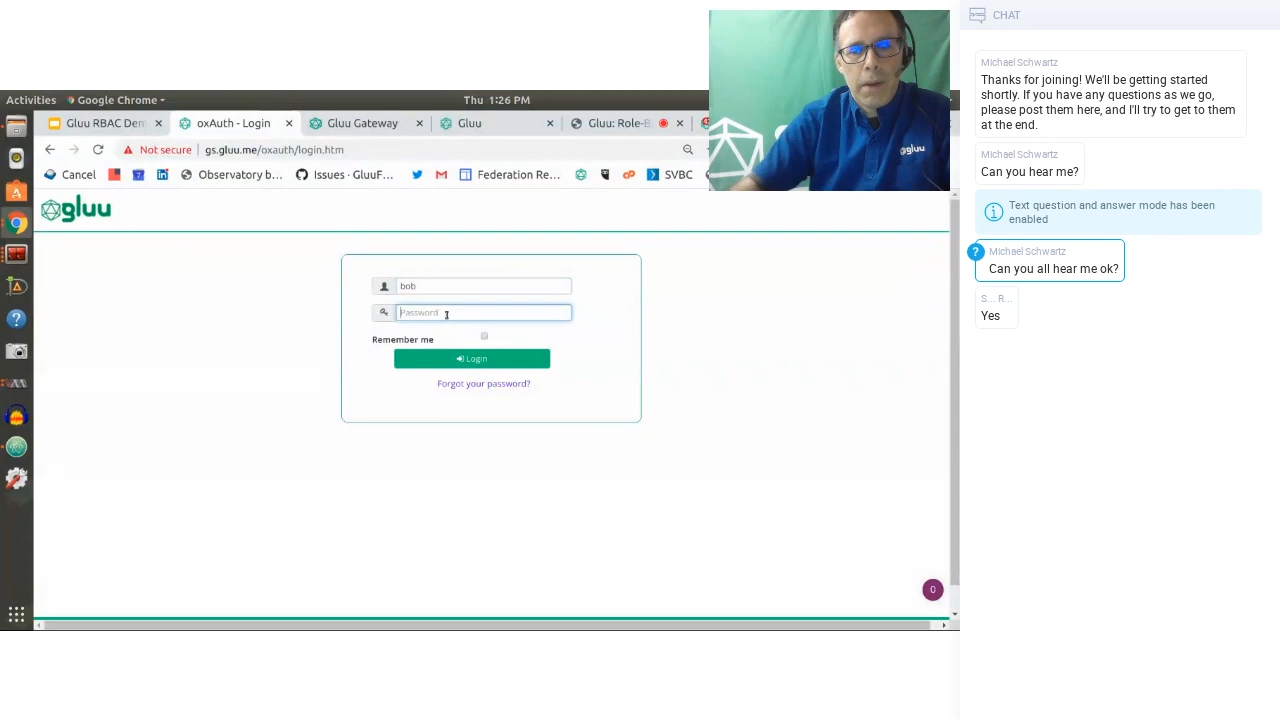 CHAT
Michael Schwartz
Thanks for joining! We'll be getting started
shortly. If you have any questions as we go,
please post them here, and I'll try to get to them
at the end.
Michael Schwartz
Can you hear me?
Text question and answer mode has been
enabled
?
Michael Schwartz
Can you all hear me ok?
S... R...
Yes
Activities Google Chrome Thu 1:26 PM
Gluu RBAC Dem oxAuth - Login Gluu Gateway Gluu Gluu: Role-B
Not secure gs.gluu.me/oxauth/login.htm
Cancel Observatory b... Issues · GluuF... Federation Re... SVBC
gluu
gluu
bob
Password
Remember me
Login
Forgot your password?
0